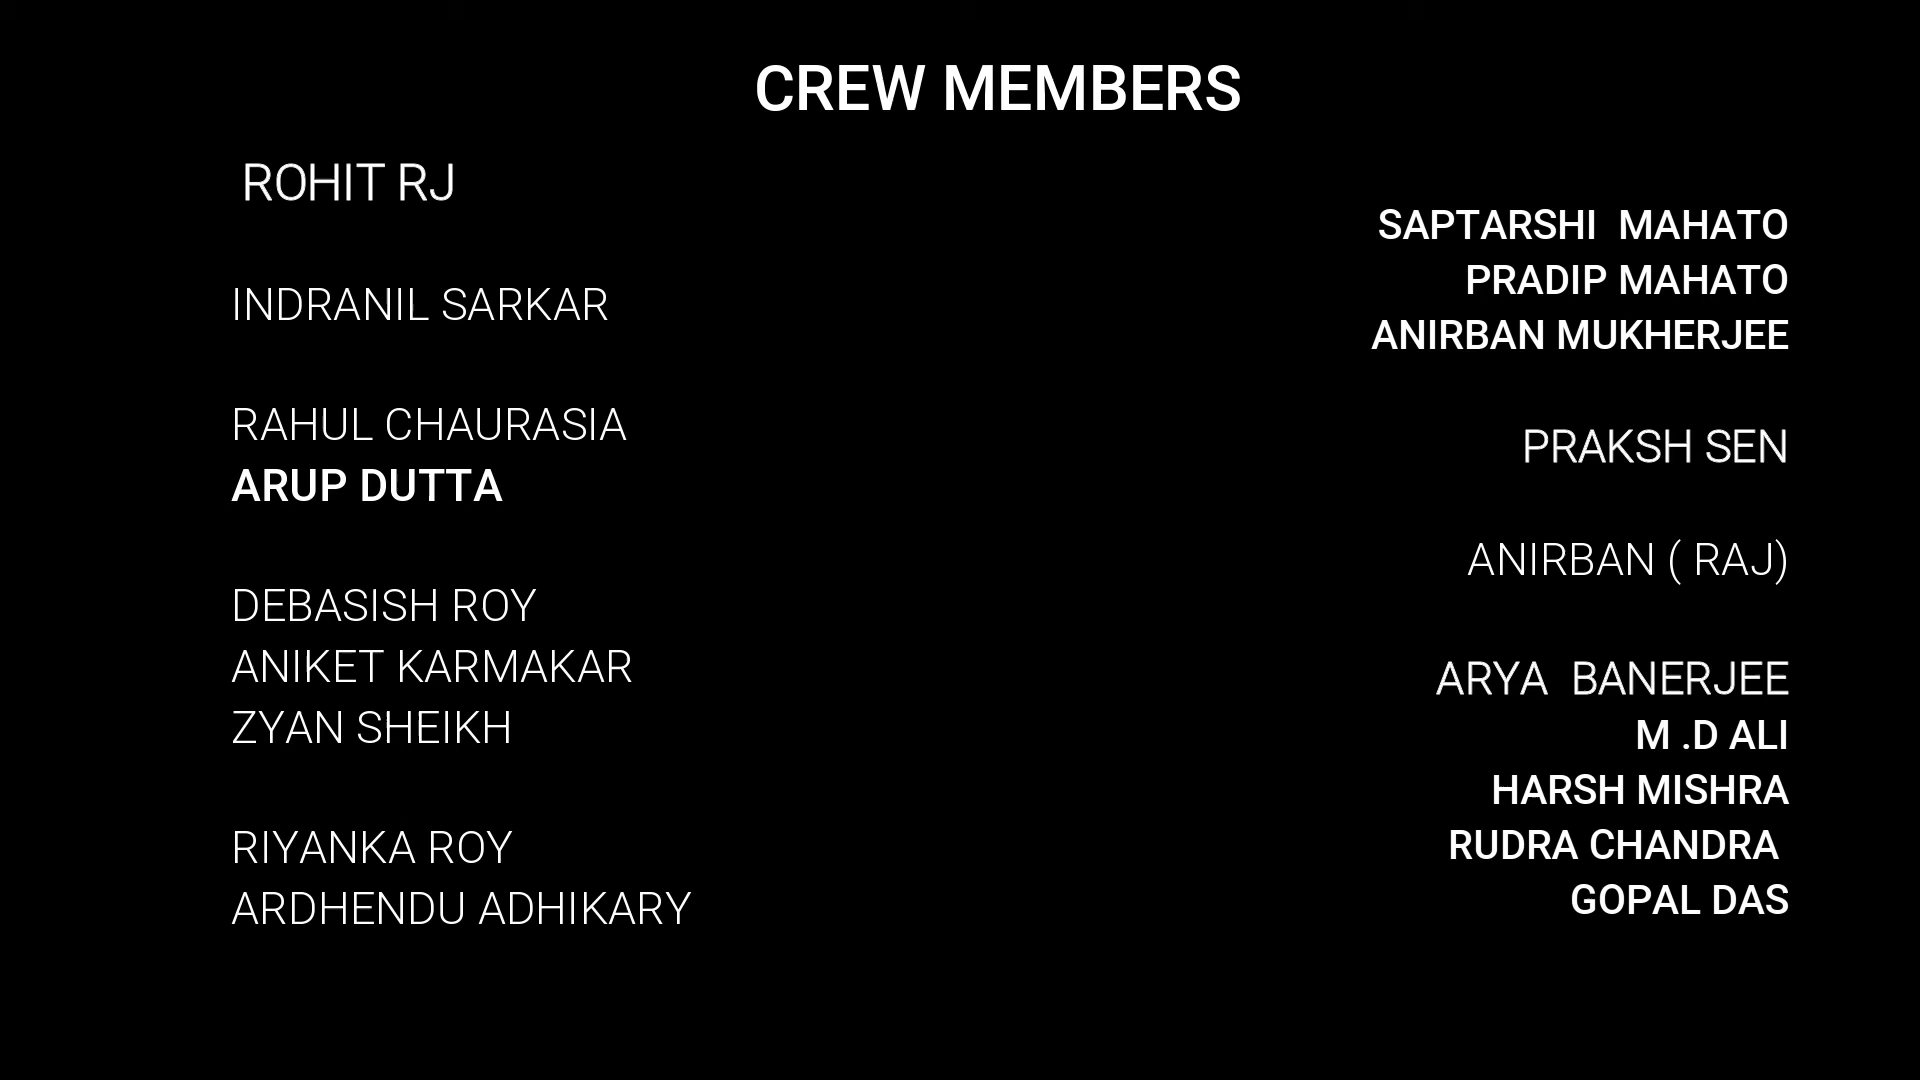 CREW MEMBERS
ROHIT RJ
INDRANIL SARKAR
RAHUL CHAURASIA
ARUP DUTTA
DEBASISH ROY
ANIKET KARMAKAR
ZYAN SHEIKH
RIYANKA ROY
ARDHENDU ADHIKARY
SAPTARSHI  MAHATO
PRADIP MAHATO
ANIRBAN MUKHERJEE
PRAKSH SEN
ANIRBAN ( RAJ)
ARYA  BANERJEE
M .D ALI
HARSH MISHRA
RUDRA CHANDRA
GOPAL DAS